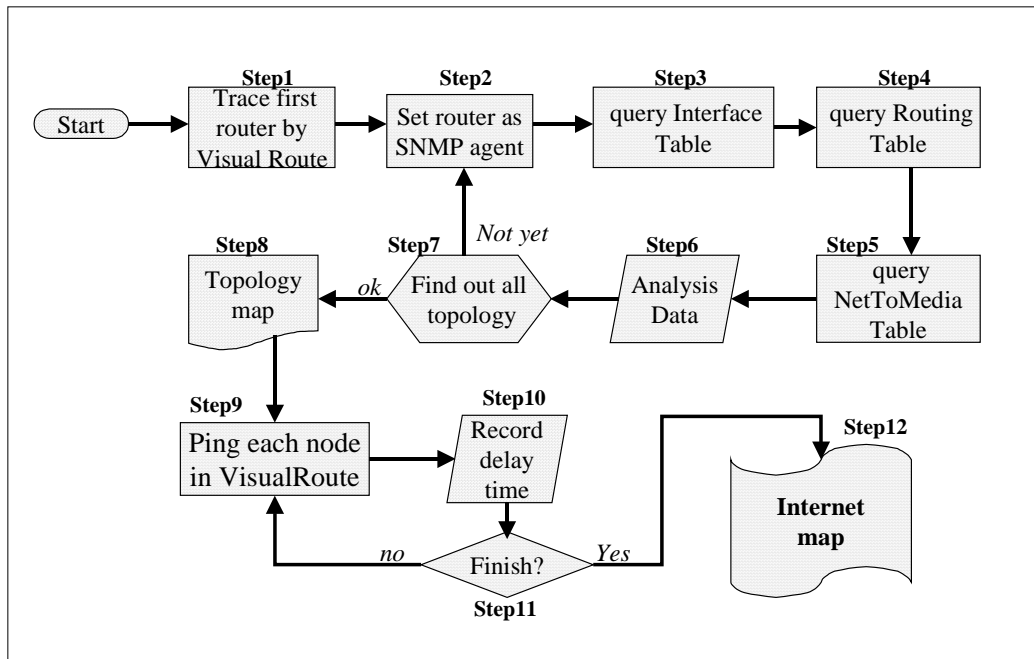 Start
Step1
Trace first
router by
Visual Route
Step2
Set router as
SNMP agent
Step3
query Interface
Table
Step4
query Routing
Table
Step5
query
NetToMedia
Table
Step6
Analysis
Data
Step7
Not yet
Find out all
topology
ok
Step8
Topology
map
Step9
Ping each node
in VisualRoute
Step10
Record
delay
time
no
Finish?
Yes
Step11
Step12
Internet
map